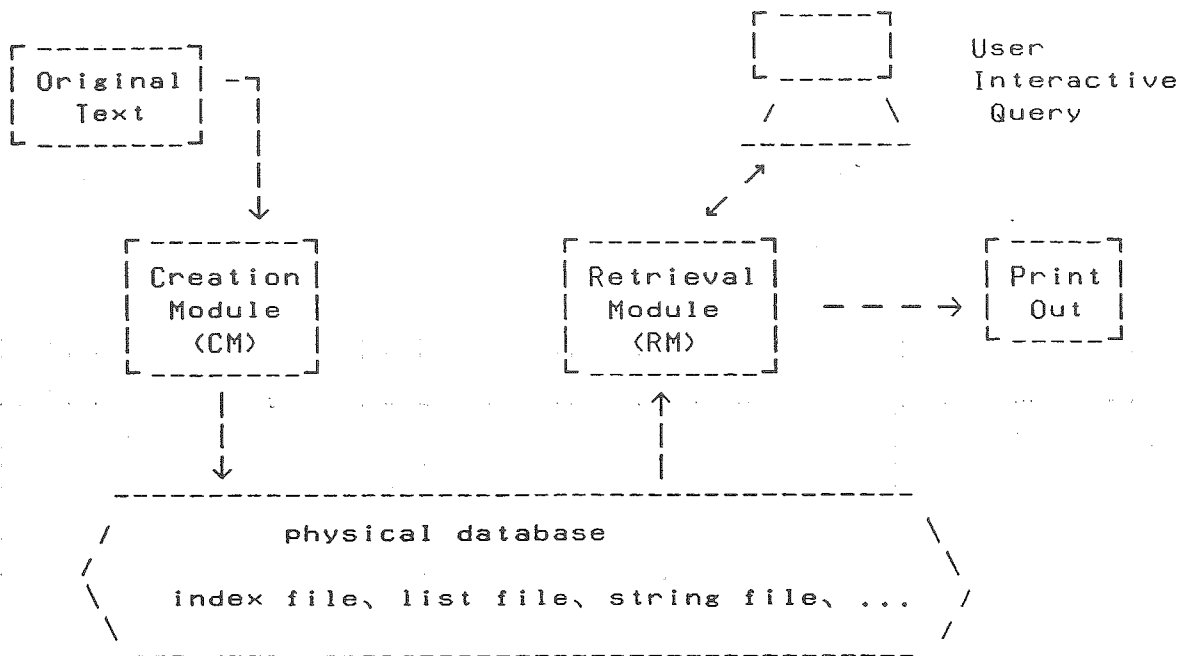 Original
Text
User
Interactive
Query
Creation
Module
(CM)
Retrieval
Module
(RM)
Print
Out
physical database
index file、list file、string file、...